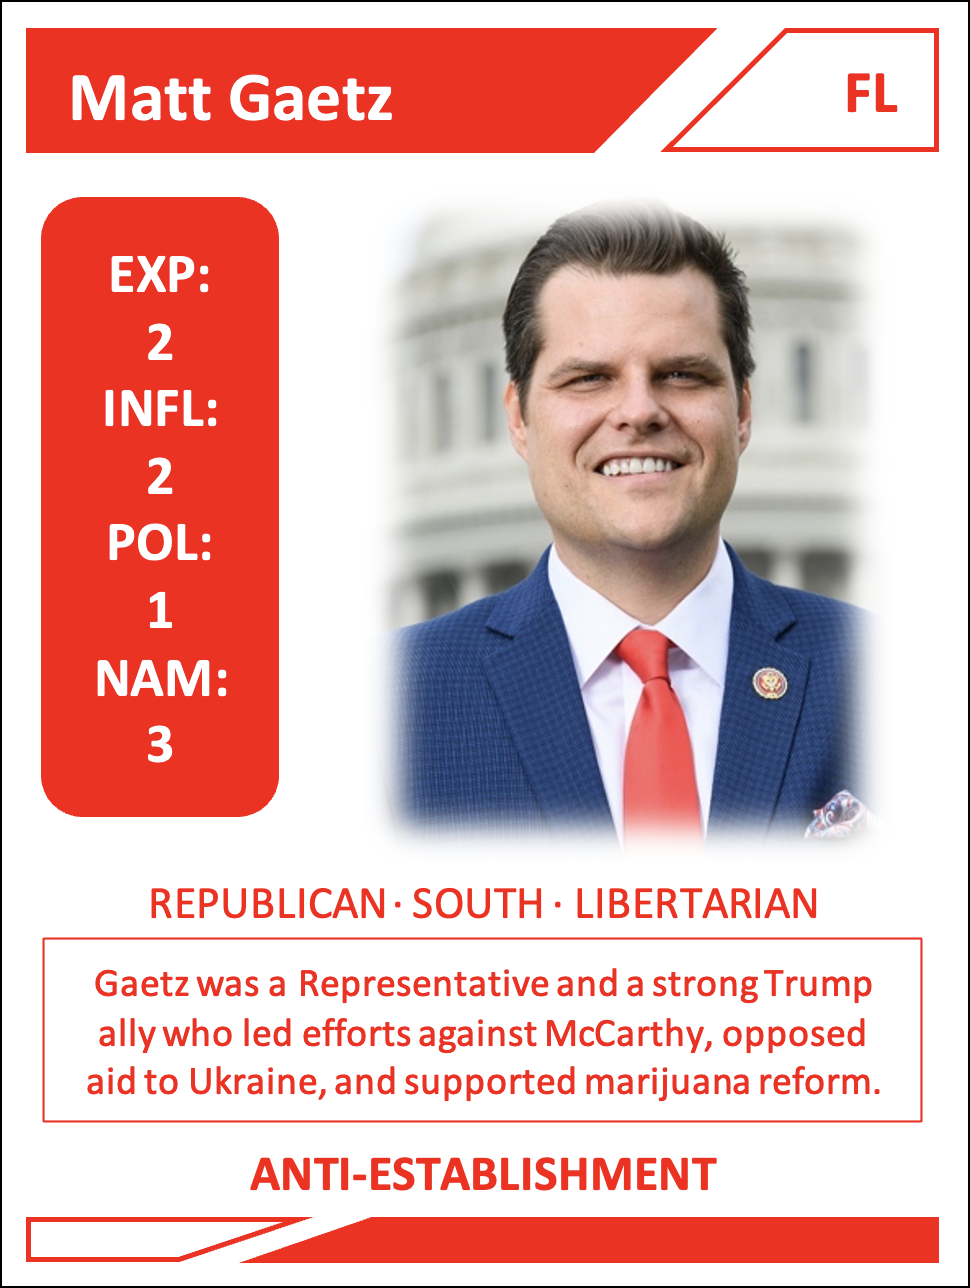 Matt Gaetz
FL
EXP:
2
INFL:
2
POL:
1
NAM:
3
REPUBLICAN · SOUTH · LIBERTARIAN
Gaetz was a Representative and a strong Trump
ally who led efforts against McCarthy, opposed
aid to Ukraine, and supported marijuana reform.
ANTI-ESTABLISHMENT